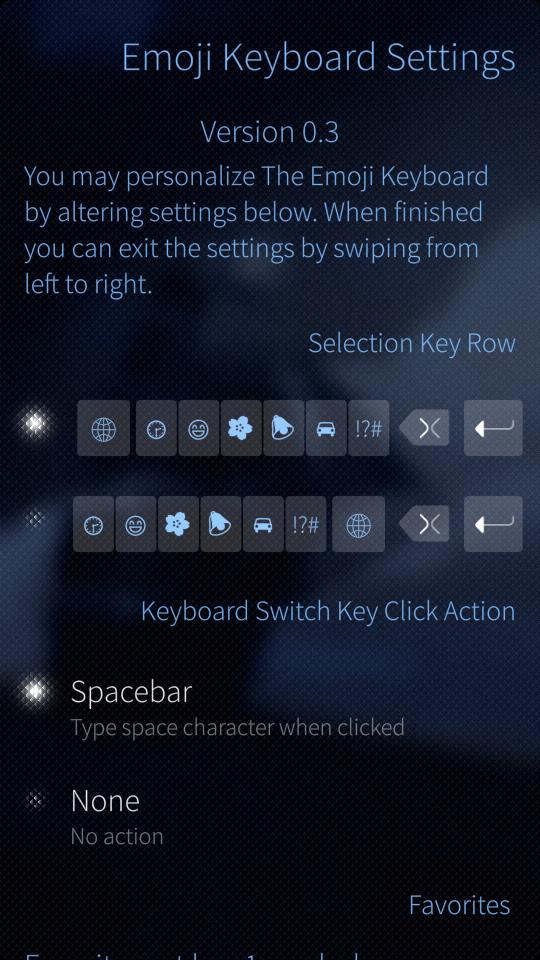 Emoji Keyboard Settings
Version 0.3
You may personalize The Emoji Keyboard
by altering settings below. When finished
you can exit the settings by swiping from
left to right.
Selection Key Row
!?#
!?#
Keyboard Switch Key Click Action
Spacebar
Type space character when clicked
None
No action
Favorites